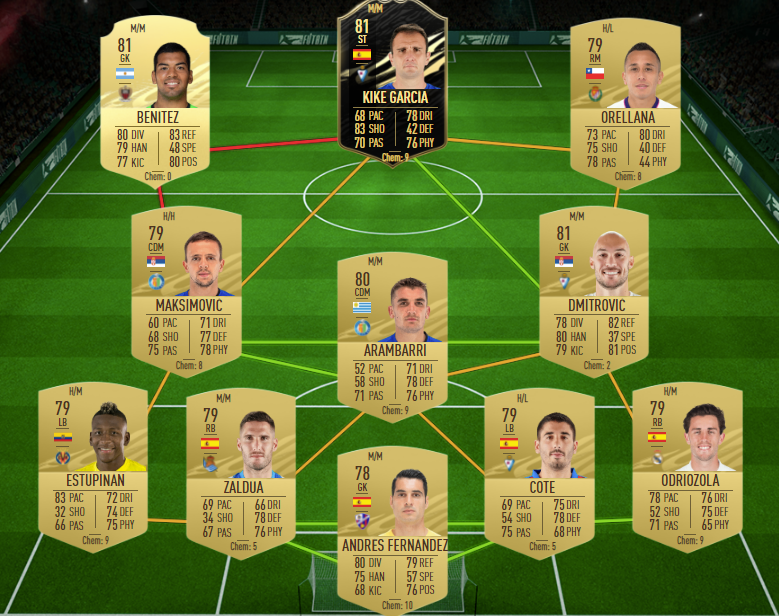 M/M
81
GK
BENITEZ
80 DIV 83 REF
79 HAN 48 SPE
77 KIC 80 POS
Chem: 0
M/M
81
ST
KIKE GARCIA
68 PAC 78 DRI
83 SHO 42 DEF
70 PAS 76 PHY
Chem: 9
H/L
79
RM
ORELLANA
73 PAC 80 DRI
75 SHO 40 DEF
78 PAS 44 PHY
Chem: 8
H/H
79
CDM
MAKSIMOVIĆ
60 PAC 71 DRI
68 SHO 77 DEF
75 PAS 78 PHY
Chem: 8
M/M
80
CDM
ARAMBARRI
52 PAC 71 DRI
58 SHO 78 DEF
71 PAS 76 PHY
Chem: 9
M/M
81
GK
DMITROVIC
78 DIV 82 REF
80 HAN 37 SPE
79 KIC 81 POS
Chem: 2
H/M
79
LB
ESTUPINAN
83 PAC 72 DRI
32 SHO 74 DEF
66 PAS 75 PHY
Chem: 9
M/M
79
RB
ZALDUA
69 PAC 66 DRI
34 SHO 78 DEF
67 PAS 76 PHY
Chem: 5
M/M
78
GK
ANDRES FERNANDEZ
80 DIV 79 REF
75 HAN 57 SPE
68 KIC 76 POS
Chem: 10
H/L
79
LB
COTE
69 PAC 75 DRI
54 SHO 78 DEF
75 PAS 68 PHY
Chem: 5
H/M
79
RB
ODRIOZOLA
78 PAC 76 DRI
52 SHO 75 DEF
71 PAS 65 PHY
Chem: 9